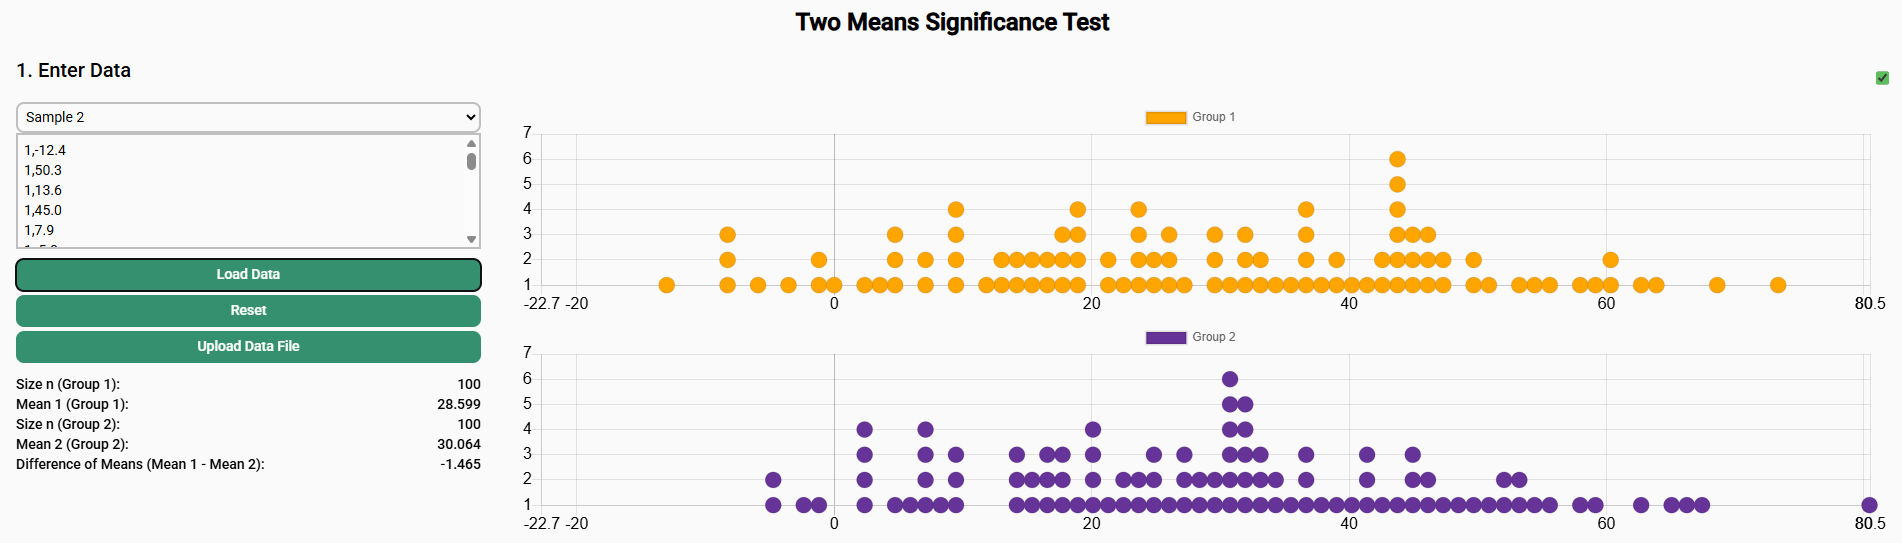 Two Means Significance Test
1. Enter Data
Sample 2
1,-12.4
1,50.3
1,13.6
1,45.0
1,7.9
Load Data
Reset
Upload Data File
Size n (Group 1): 100
Mean 1 (Group 1): 28.599
Size n (Group 2): 100
Mean 2 (Group 2): 30.064
Difference of Means (Mean 1 - Mean 2): -1.465
Group 1
7
6
5
4
3
2
1
-22.7 -20 0 20 40 60 80.5
Group 2
7
6
5
4
3
2
1
-22.7 -20 0 20 40 60 80.5